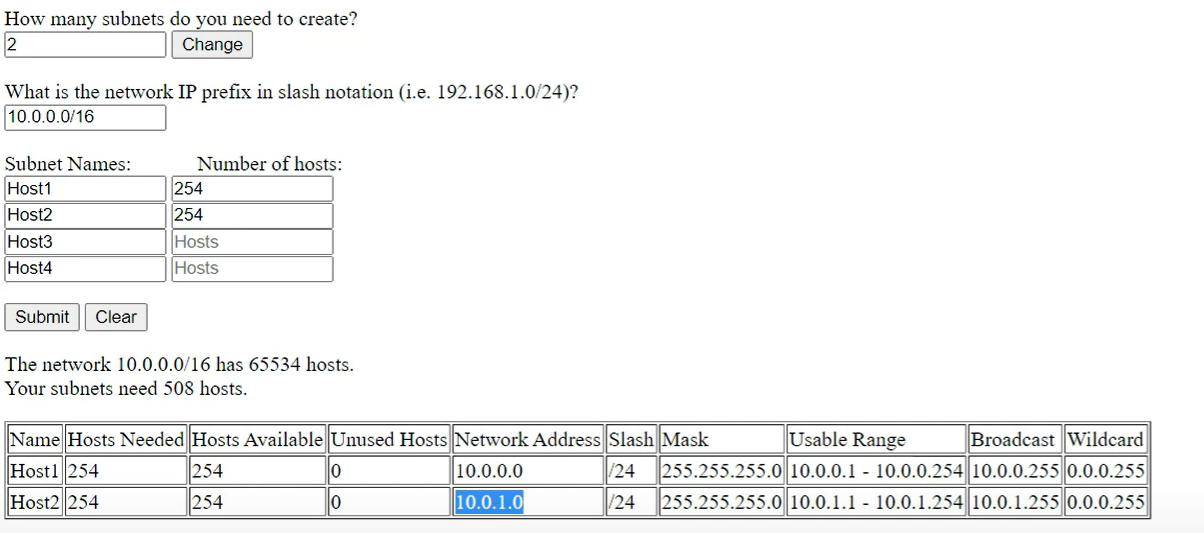 How many subnets do you need to create?
2 Change
What is the network IP prefix in slash notation (i.e. 192.168.1.0/24)?
10.0.0.0/16
Subnet Names: Number of hosts:
Host1 254
Host2 254
Host3 Hosts
Host4 Hosts
Submit Clear
The network 10.0.0.0/16 has 65534 hosts.
Your subnets need 508 hosts.
Name Hosts Needed Hosts Available Unused Hosts Network Address Slash Mask Usable Range Broadcast Wildcard
Host1 254 254 0 10.0.0.0 /24 255.255.255.0 10.0.0.1 - 10.0.0.254 10.0.0.255 0.0.0.255
Host2 254 254 0 10.0.1.0 /24 255.255.255.0 10.0.1.1 - 10.0.1.254 10.0.1.255 0.0.0.255